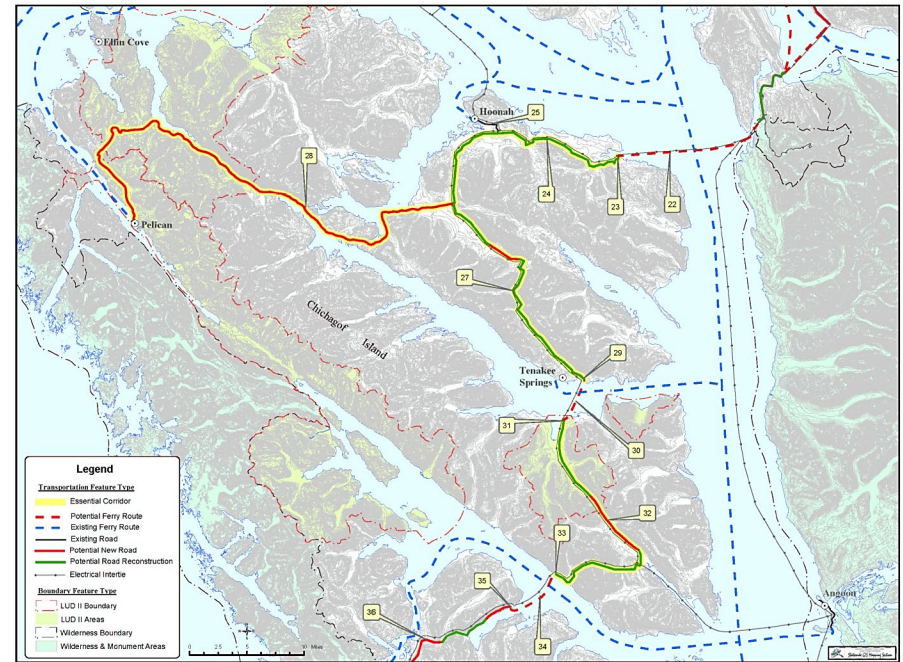 Elfin Cove
Hoonah
25
28
24
23
22
Pelican
27
Chichagof
Island
29
Tenakee
Springs
31
30
32
33
35
36
34
Angoon
Legend
Transportation Feature Type
Essential Corridor
Potential Ferry Route
Existing Ferry Route
Existing Road
Potential New Road
Potential Road Reconstruction
Electrical Intertie
Boundary Feature Type
LUD II Boundary
LUD II Areas
Wilderness Boundary
Wilderness & Monument Areas
0 2.5 5 10 Miles